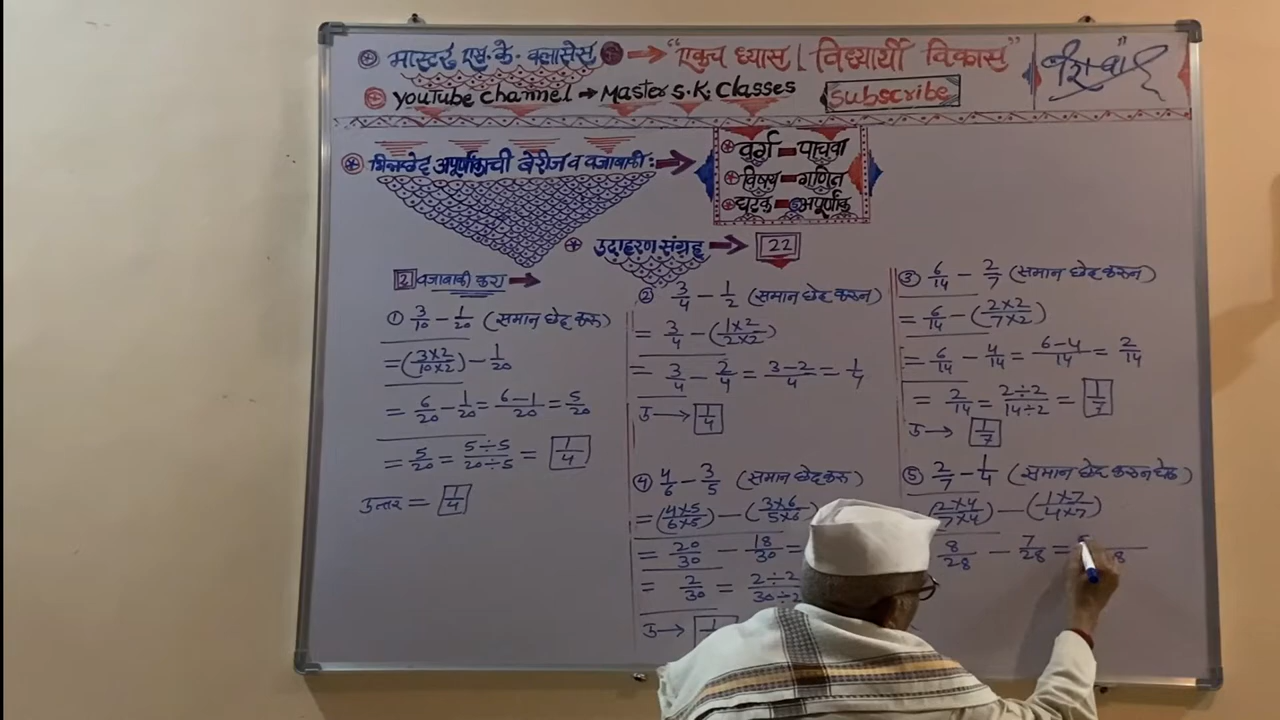 मास्टर एस.के. क्लासेस → "एकच ध्यास | विद्यार्थी विकास"
YouTube Channel → Master S.K. Classes Subscribe
भिन्नछेद अपूर्णांकाची बेरीज व वजाबाकी : →
वर्ग - पाचवा
विषय - गणित
घटक - अपूर्णांक
उदाहरणसंग्रह → 22
2 वजाबाकी करा →
① 3/10 - 1/20 (समान छेद करू)
= (3×2/10×2) - 1/20
= 6/20 - 1/20 = 6-1/20 = 5/20
= 5/20 = 5÷5/20÷5 = 1/4
उत्तर = 1/4
② 3/4 - 1/2 (समान छेद करून)
= 3/4 - (1×2/2×2)
= 3/4 - 2/4 = 3-2/4 = 1/4
उ → 1/4
③ 6/14 - 2/7 (समान छेद करून)
= 6/14 - (2×2/7×2)
= 6/14 - 4/14 = 6-4/14 = 2/14
= 2/14 = 2÷2/14÷2 = 1/7
उ → 1/7
④ 4/6 - 3/5 (समान छेद करू)
= (4×5/6×5) - (3×6/5×6)
= 20/30 - 18/30 =
= 2/30 = 2÷2/30÷2
उ →
⑤ 2/7 - 1/4 (समान छेद करून घेऊ)
(2×4/7×4) - (1×7/4×7)
8/28 - 7/28 =